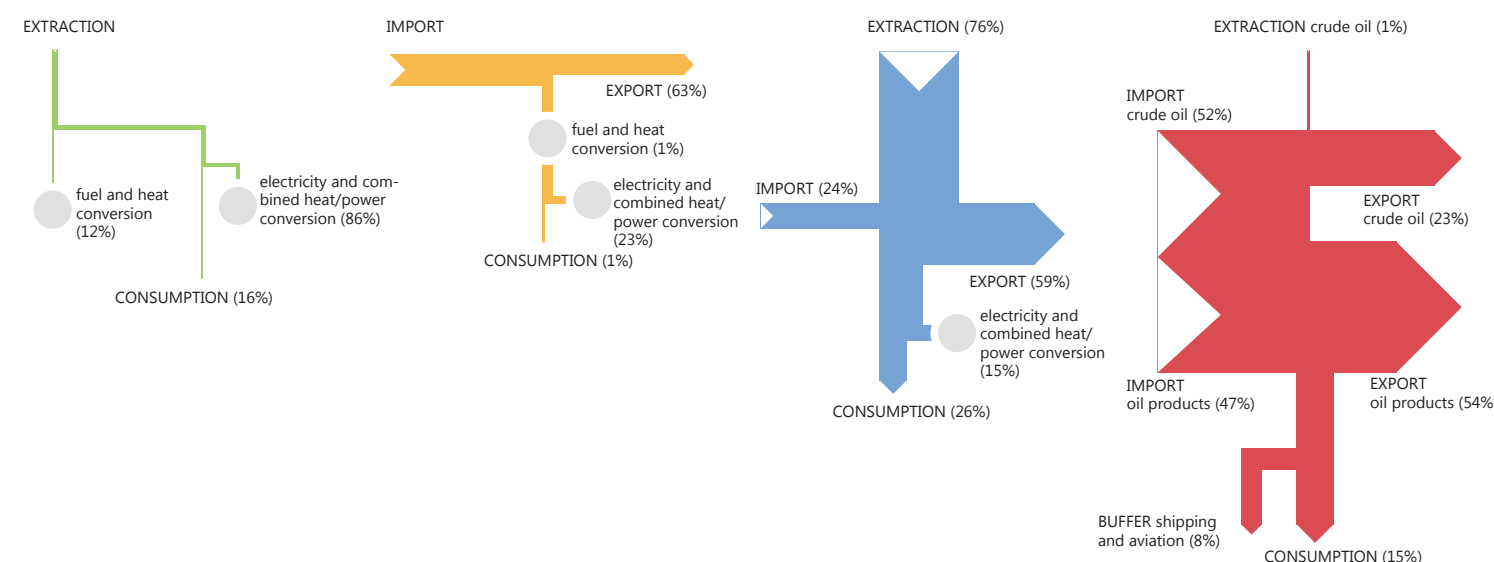 EXTRACTION
fuel and heat
conversion
(12%)
electricity and com-
bined heat/power
conversion (86%)
CONSUMPTION (16%)
IMPORT
EXPORT (63%)
fuel and heat
conversion (1%)
electricity and
combined heat/
power conversion
(23%)
CONSUMPTION (1%)
EXTRACTION (76%)
IMPORT (24%)
EXPORT (59%)
electricity and
combined heat/
power conversion
(15%)
CONSUMPTION (26%)
EXTRACTION crude oil (1%)
IMPORT
crude oil (52%)
EXPORT
crude oil (23%)
IMPORT
oil products (47%)
EXPORT
oil products (54%
BUFFER shipping
and aviation (8%)
CONSUMPTION (15%)